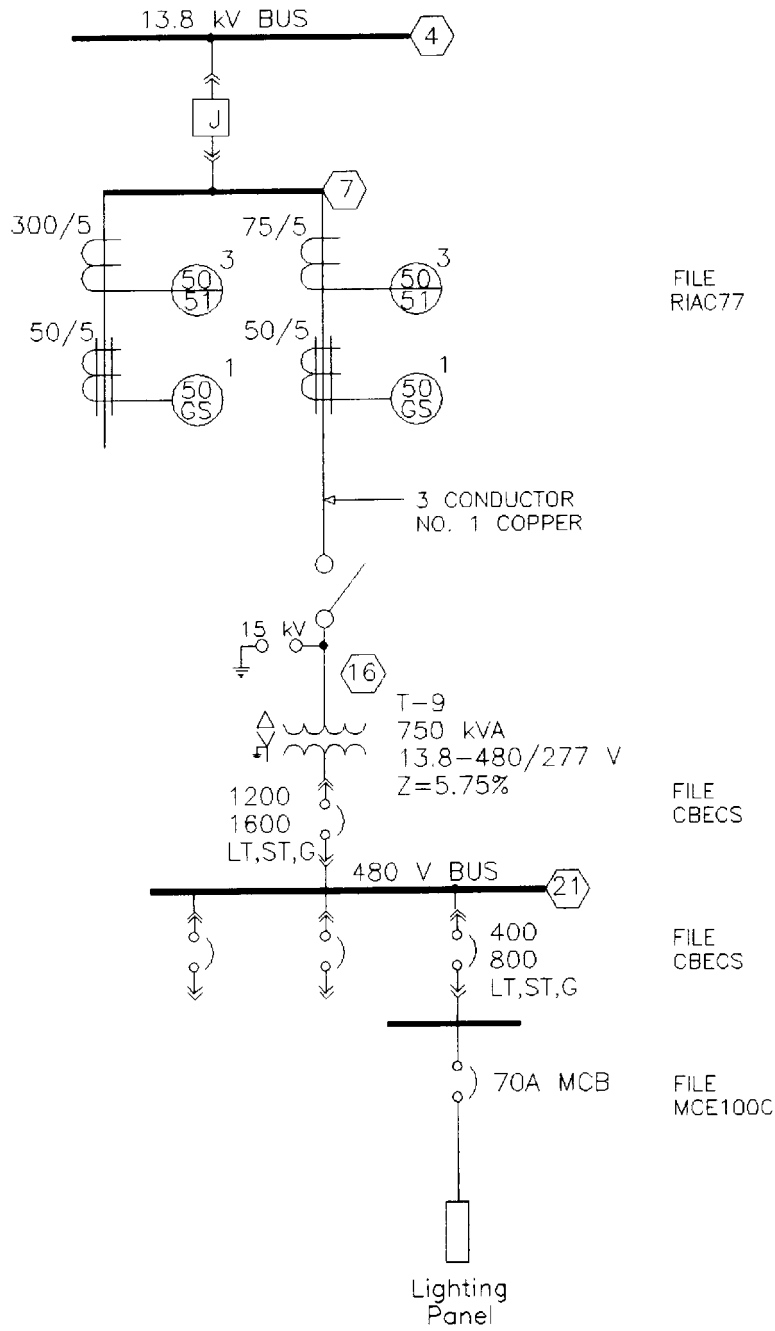 13.8 kV BUS
4
J
7
300/5
75/5
3
50
51
3
50
51
FILE
RIAC77
50/5
50/5
1
50
GS
1
50
GS
3 CONDUCTOR
NO. 1 COPPER
15 kV
16
T-9
750 kVA
13.8-480/277 V
Z=5.75%
1200
1600
LT,ST,G
FILE
CBECS
480 V BUS
21
400
800
LT,ST,G
FILE
CBECS
70A MCB
FILE
MCE100C
Lighting
Panel